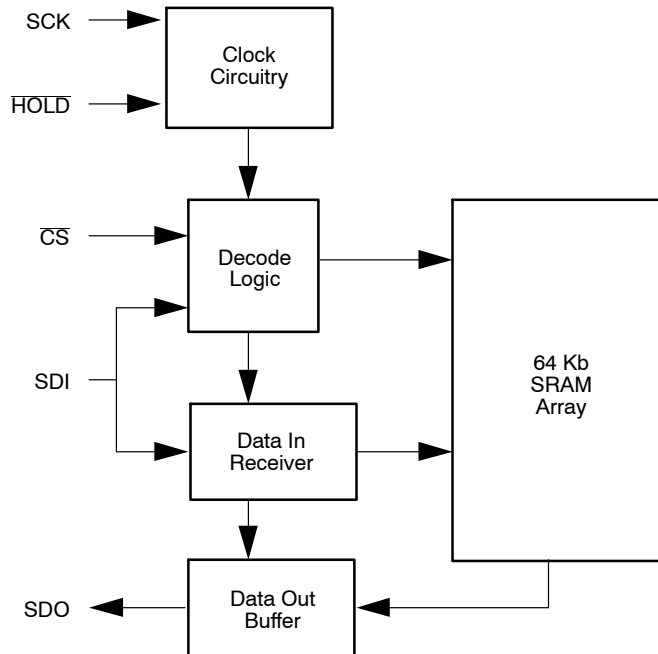 SCK
Clock
Circuitry
HOLD
CS
Decode
Logic
SDI
64 Kb
SRAM
Array
Data In
Receiver
SDO
Data Out
Buffer